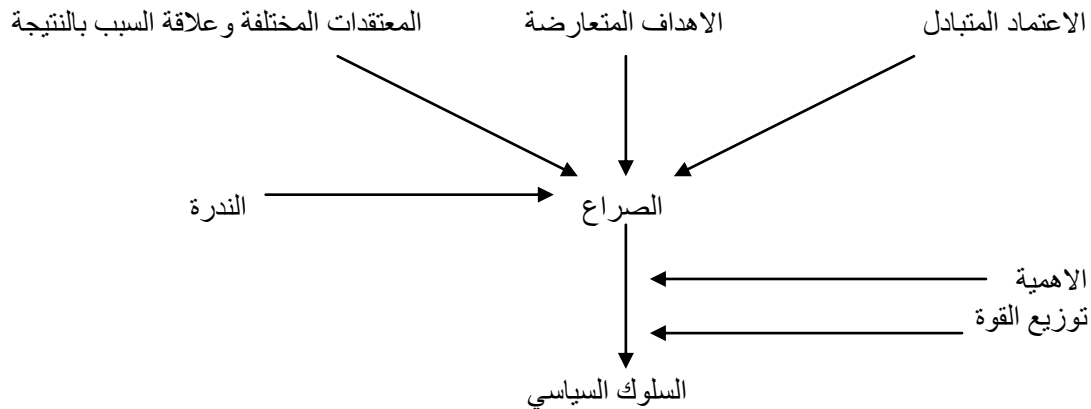 الاعتماد المتبادل
الاهداف المتعارضة
المعتقدات المختلفة وعلاقة السبب بالنتيجة
الصراع
الندرة
الاهمية
توزيع القوة
السلوك السياسي